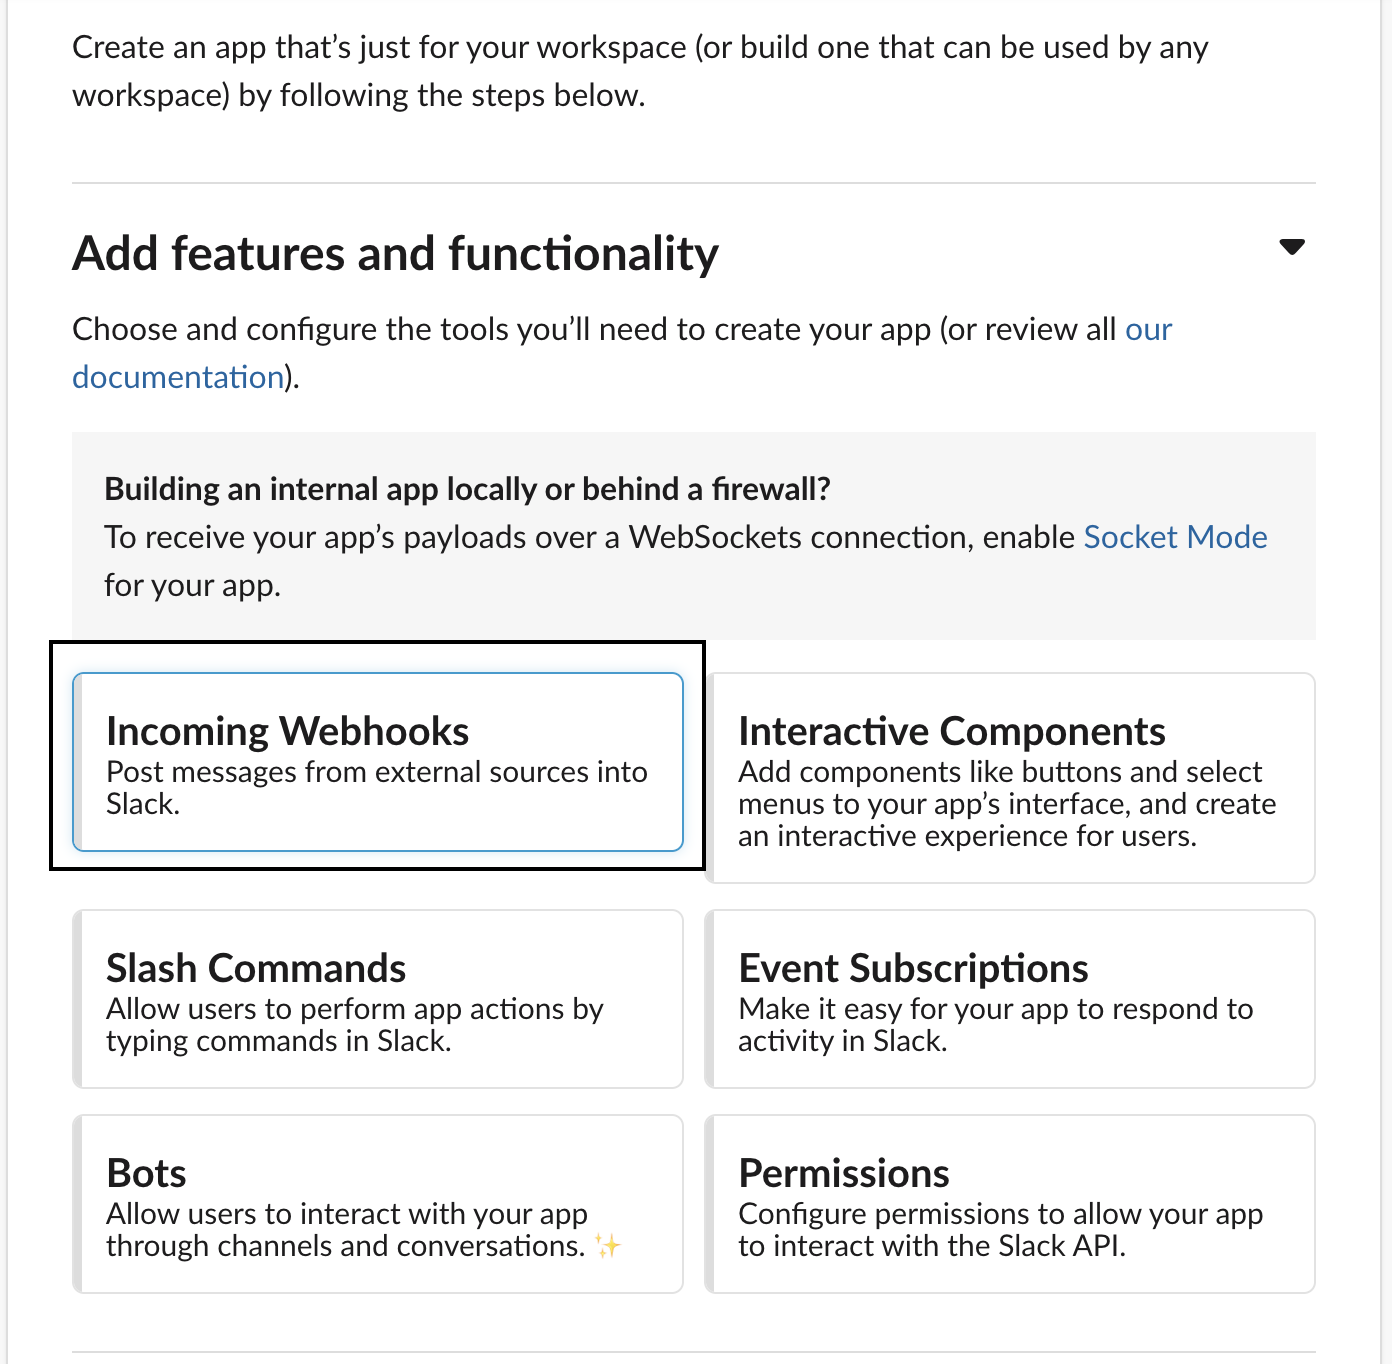 Create an app that’s just for your workspace (or build one that can be used by any
workspace) by following the steps below.
Add features and functionality
Choose and configure the tools you’ll need to create your app (or review all our
documentation).
Building an internal app locally or behind a firewall?
To receive your app’s payloads over a WebSockets connection, enable Socket Mode
for your app.
Incoming Webhooks
Post messages from external sources into
Slack.
Interactive Components
Add components like buttons and select
menus to your app’s interface, and create
an interactive experience for users.
Slash Commands
Allow users to perform app actions by
typing commands in Slack.
Event Subscriptions
Make it easy for your app to respond to
activity in Slack.
Bots
Allow users to interact with your app
through channels and conversations. ✨
Permissions
Configure permissions to allow your app
to interact with the Slack API.